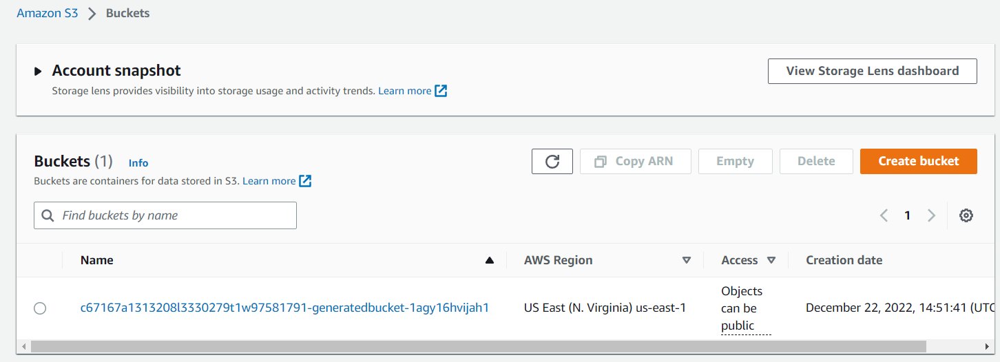 Amazon S3 > Buckets
Account snapshot
View Storage Lens dashboard
Storage lens provides visibility into storage usage and activity trends. Learn more
Buckets (1) Info
Copy ARN Empty Delete Create bucket
Buckets are containers for data stored in S3. Learn more
Find buckets by name
1
Name AWS Region Access Creation date
c67167a1313208l3330279t1w97581791-generatedbucket-1agy16hvijah1 US East (N. Virginia) us-east-1 Objects can be public December 22, 2022, 14:51:41 (UTC